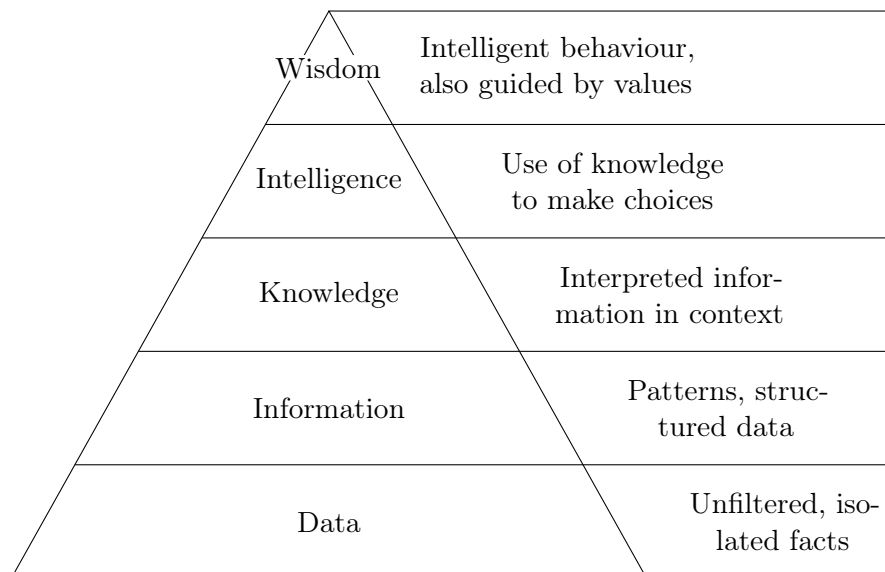 Wisdom
Intelligent behaviour,
also guided by values
Intelligence
Use of knowledge
to make choices
Knowledge
Interpreted infor-
mation in context
Information
Patterns, struc-
tured data
Data
Unfiltered, iso-
lated facts